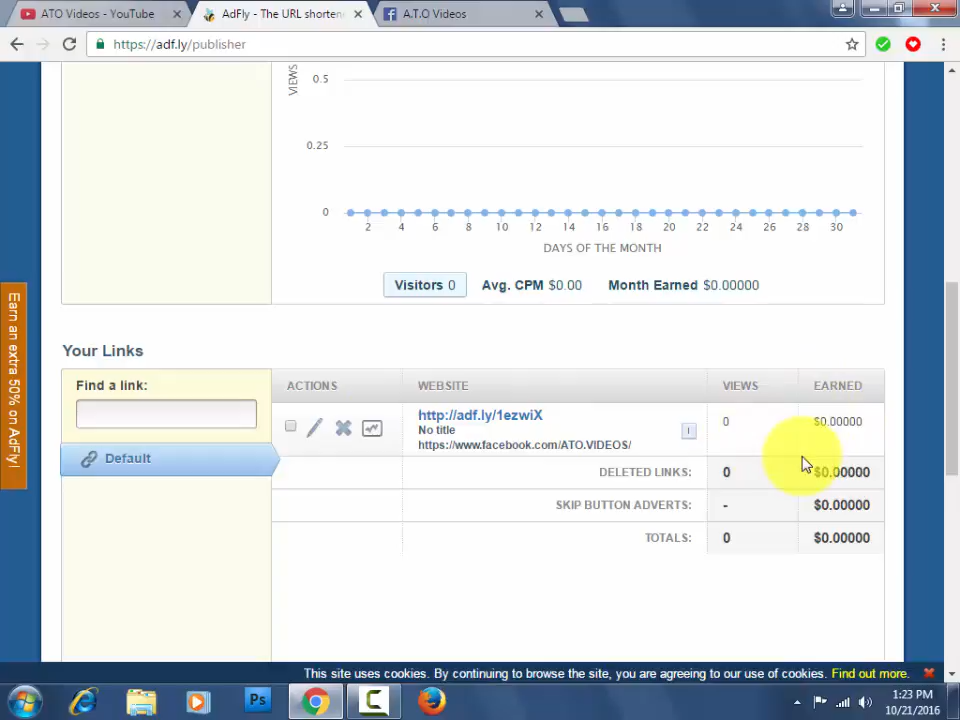 ATO Videos - YouTube
AdFly - The URL shorten
A.T.O Videos
https://adf.ly/publisher
VIEWS
0.5
0.25
0
2 4 6 8 10 12 14 16 18 20 22 24 26 28 30
DAYS OF THE MONTH
Visitors 0 Avg. CPM $0.00 Month Earned $0.00000
Earn an extra 50% on AdFly!
Your Links
Find a link:
ACTIONS WEBSITE VIEWS EARNED
http://adf.ly/1ezwiX
No title
https://www.facebook.com/ATO.VIDEOS/
0 $0.00000
Default
DELETED LINKS: 0 $0.00000
SKIP BUTTON ADVERTS: - $0.00000
TOTALS: 0 $0.00000
This site uses cookies. By continuing to browse the site, you are agreeing to our use of cookies. Find out more.
Ps
1:23 PM
10/21/2016